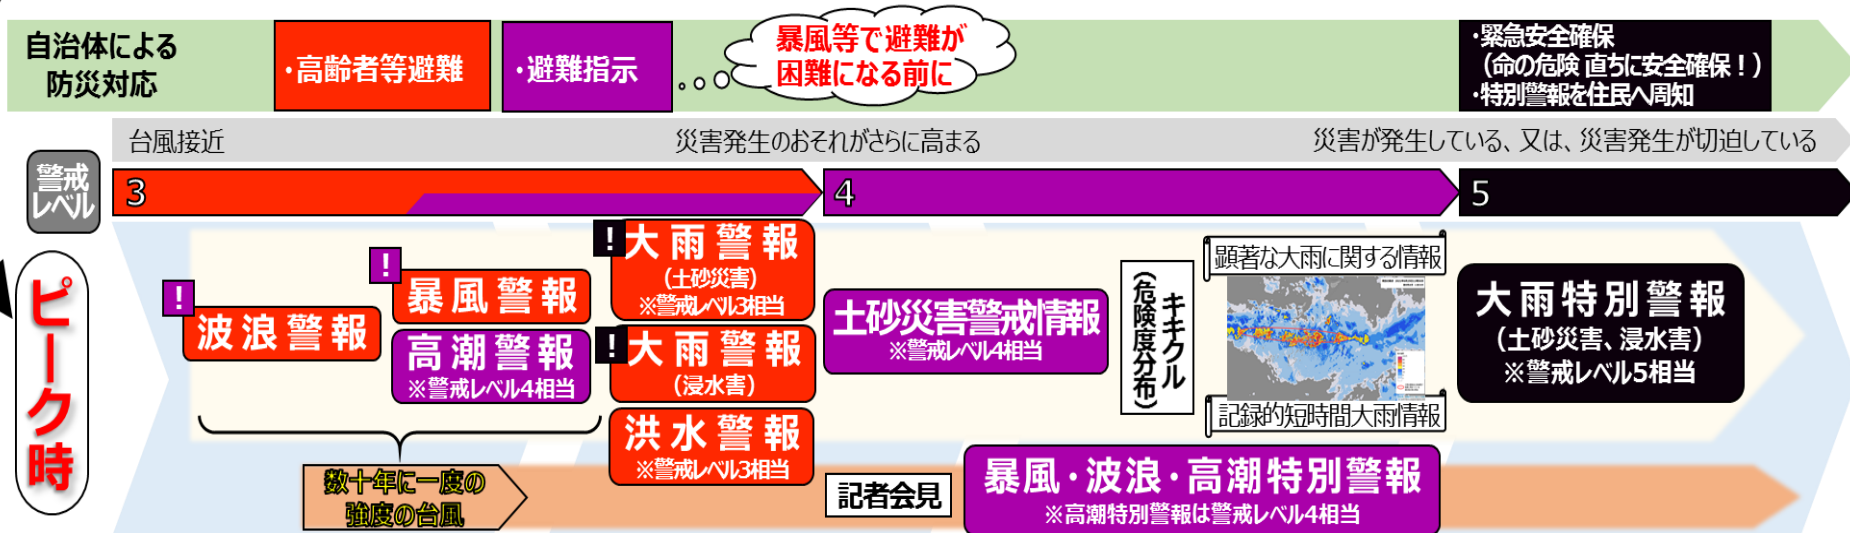 自治体による
防災対応
・高齢者等避難
・避難指示
暴風等で避難が
困難になる前に
・緊急安全確保
（命の危険 直ちに安全確保！）
・特別警報を住民へ周知
台風接近
災害発生のおそれがさらに高まる
災害が発生している、又は、災害発生が切迫している
警戒
レベル
3
4
5
ピーク時
!
波浪警報
!
暴風警報
高潮警報
※警戒レベル4相当
!
大雨警報
(土砂災害)
※警戒レベル3相当
!
大雨警報
(浸水害)
洪水警報
※警戒レベル3相当
土砂災害警戒情報
※警戒レベル4相当
キキクル
(危険度分布)
顕著な大雨に関する情報
記録的短時間大雨情報
大雨特別警報
(土砂災害、浸水害)
※警戒レベル5相当
数十年に一度の
強度の台風
記者会見
暴風・波浪・高潮特別警報
※高潮特別警報は警戒レベル4相当